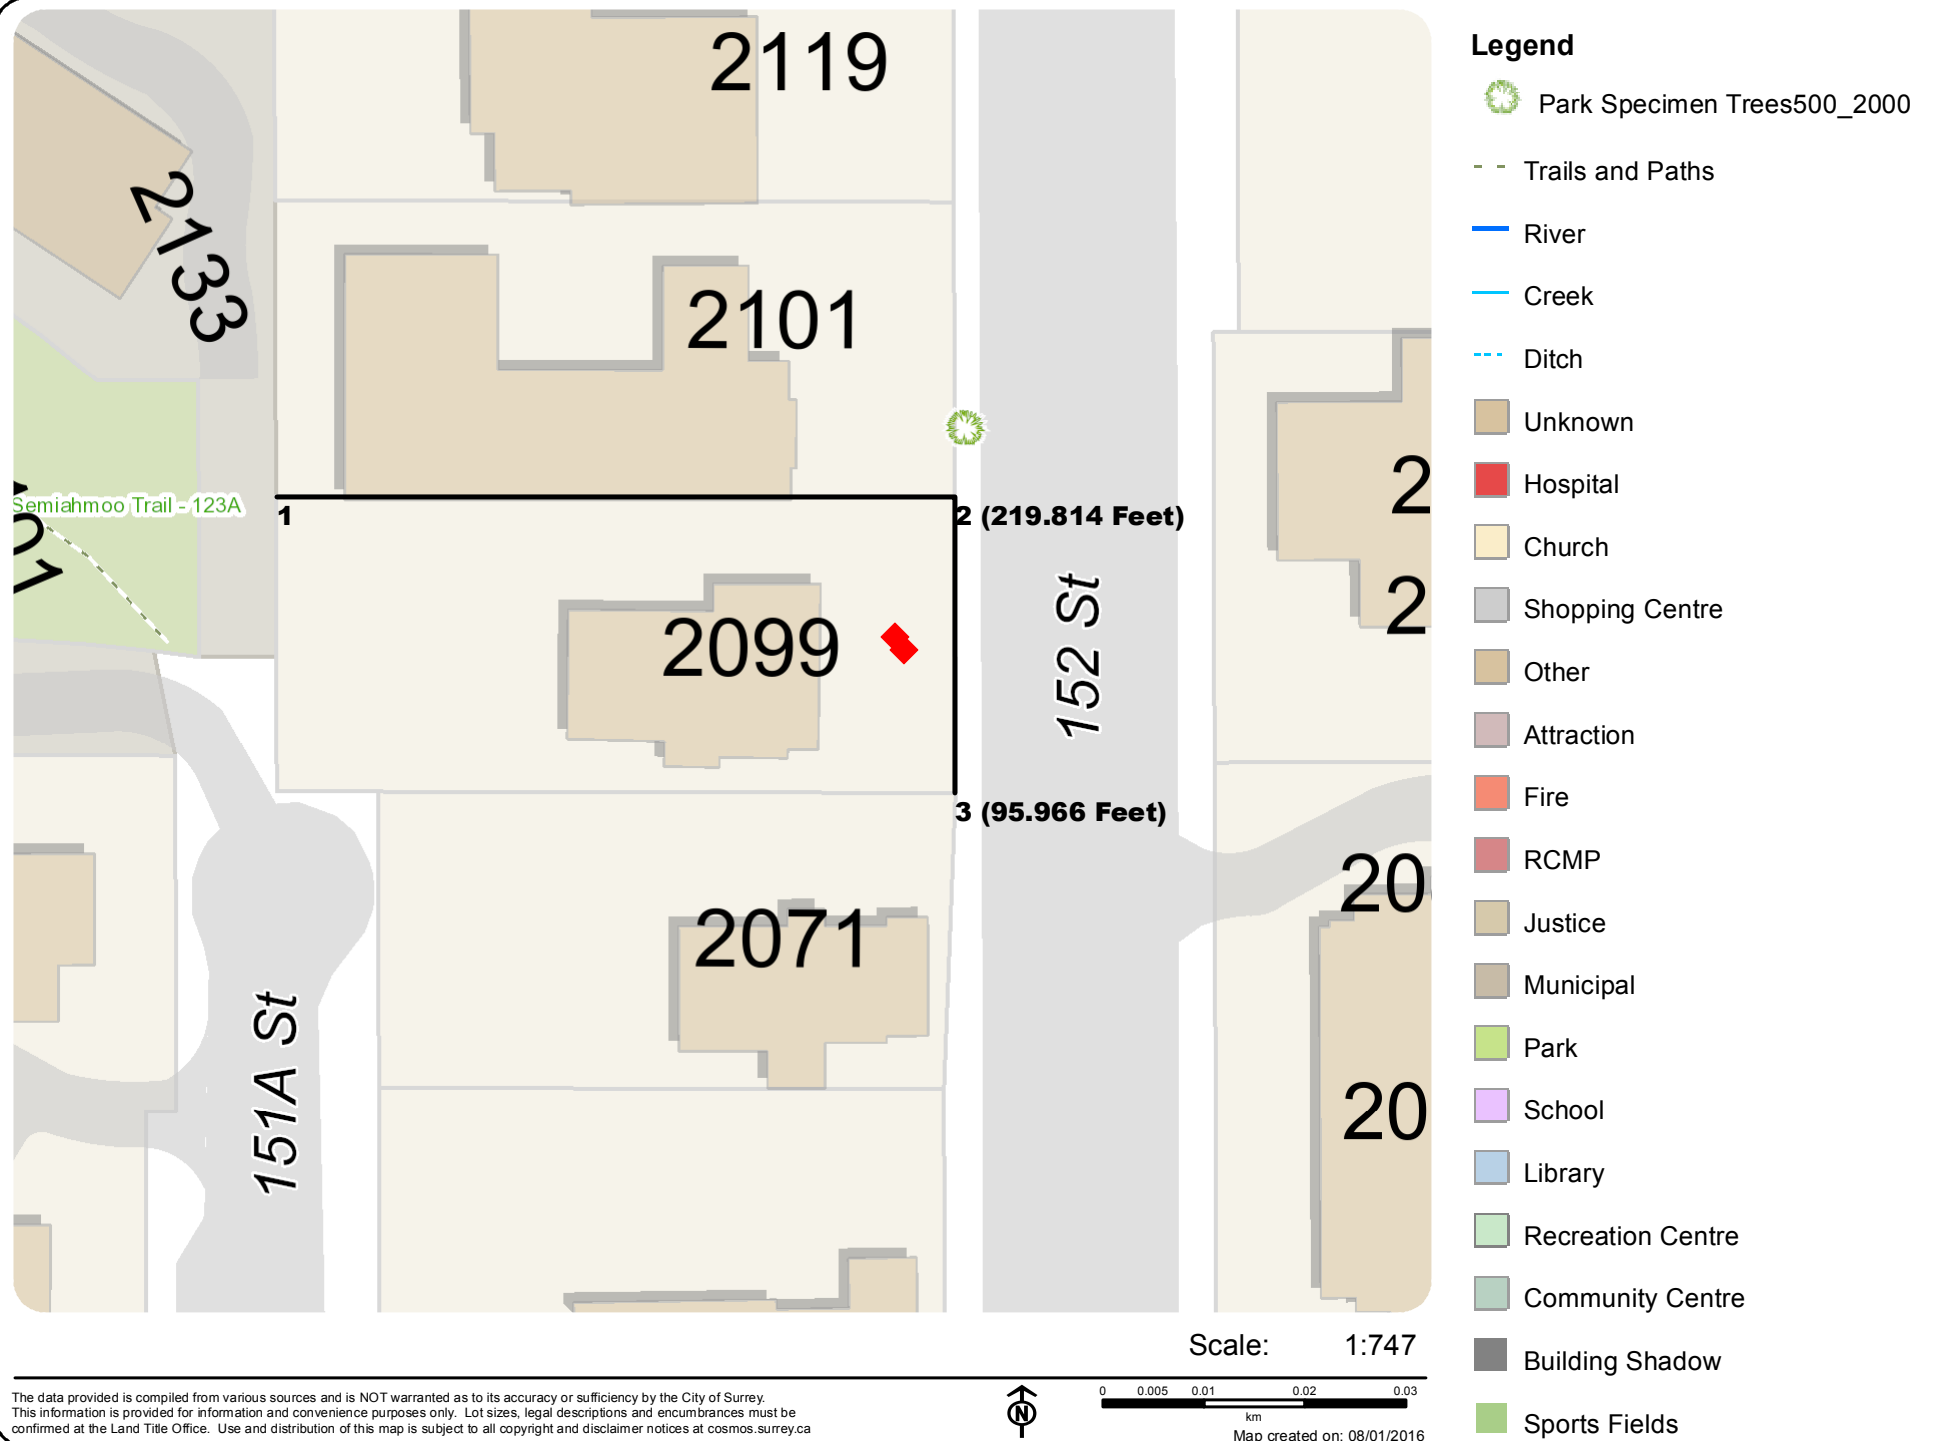 2119
2133
2101
Semiahmoo Trail - 123A
1
2 (219.814 Feet)
2099
152 St
3 (95.966 Feet)
2071
151A St
2
2
20
20
Legend
Park Specimen Trees500_2000
Trails and Paths
River
Creek
Ditch
Unknown
Hospital
Church
Shopping Centre
Other
Attraction
Fire
RCMP
Justice
Municipal
Park
School
Library
Recreation Centre
Community Centre
Building Shadow
Sports Fields
Scale: 1:747
The data provided is compiled from various sources and is NOT warranted as to its accuracy or sufficiency by the City of Surrey.
This information is provided for information and convenience purposes only. Lot sizes, legal descriptions and encumbrances must be
confirmed at the Land Title Office. Use and distribution of this map is subject to all copyright and disclaimer notices at cosmos.surrey.ca
N
0 0.005 0.01 0.02 0.03
km
Map created on: 08/01/2016